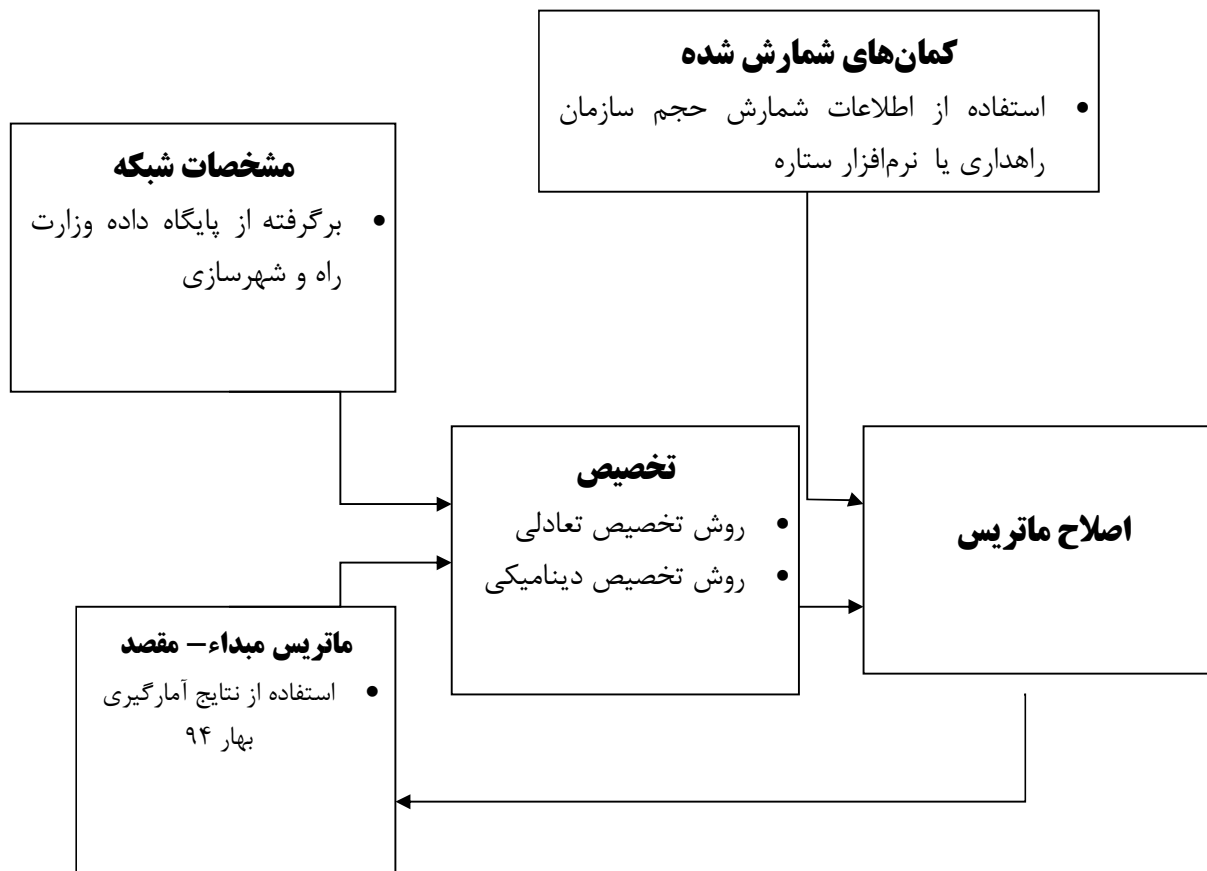 کمان‌های شمارش شده
• استفاده از اطلاعات شمارش حجم سازمان
راهداری یا نرم‌افزار ستاره
مشخصات شبکه
• برگرفته از پایگاه داده وزارت
راه و شهرسازی
تخصیص
• روش تخصیص تعادلی
• روش تخصیص دینامیکی
اصلاح ماتریس
ماتریس مبداء– مقصد
• استفاده از نتایج آمارگیری
بهار ۹۴